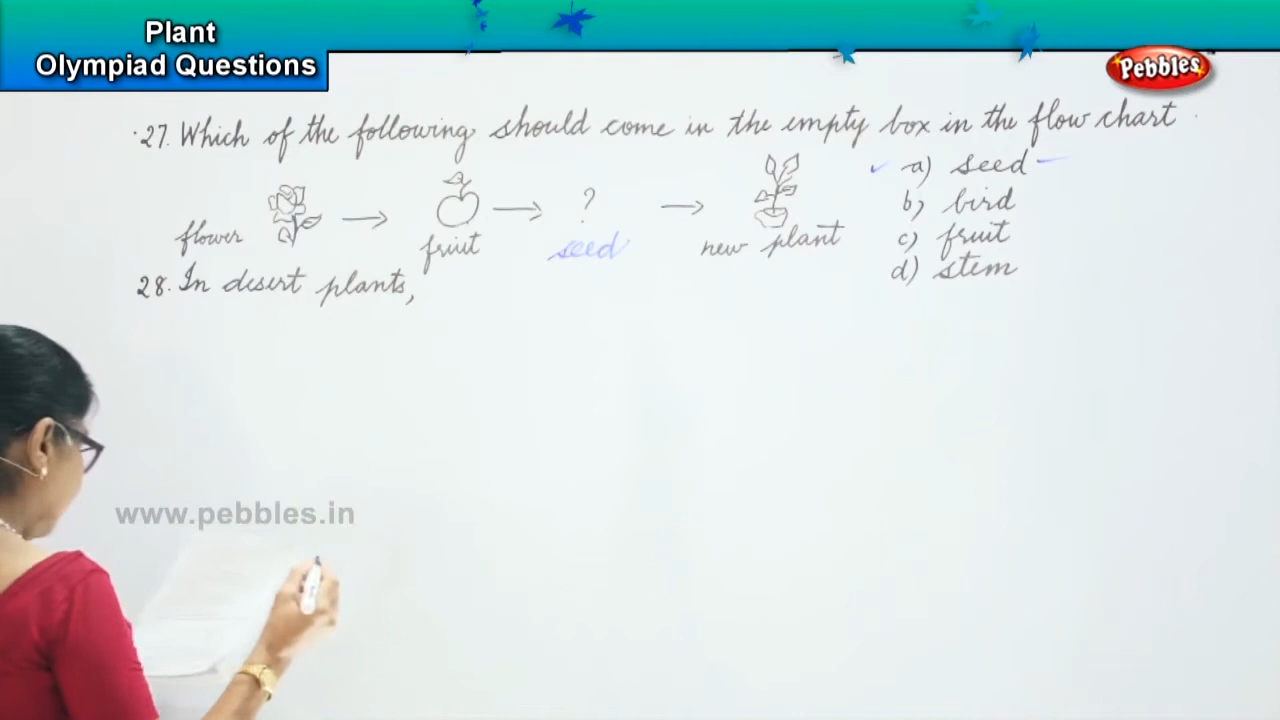 Plant
Olympiad Questions
Pebbles
27. Which of the following should come in the empty box in the flow chart
a) seed
b) bird
c) fruit
d) stem
?
flower
fruit
seed
new plant
28. In desert plants,
www.pebbles.in